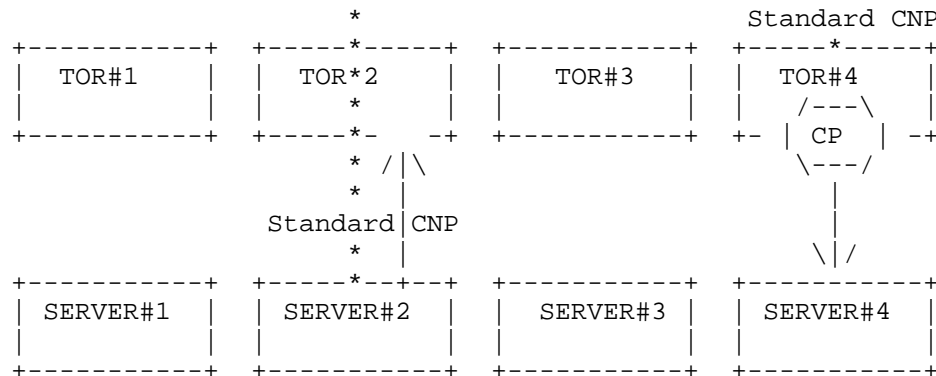 Standard CNP
TOR#1 TOR*2 TOR#3 TOR#4
CP
Standard CNP
SERVER#1 SERVER#2 SERVER#3 SERVER#4